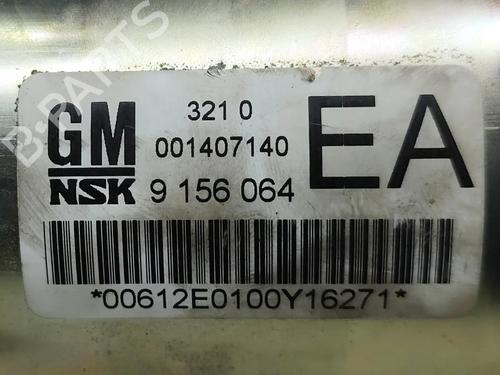 B-PARTS
GM
NSK
321 0
001407140
9 156 064
EA
*00612E0100Y16271*